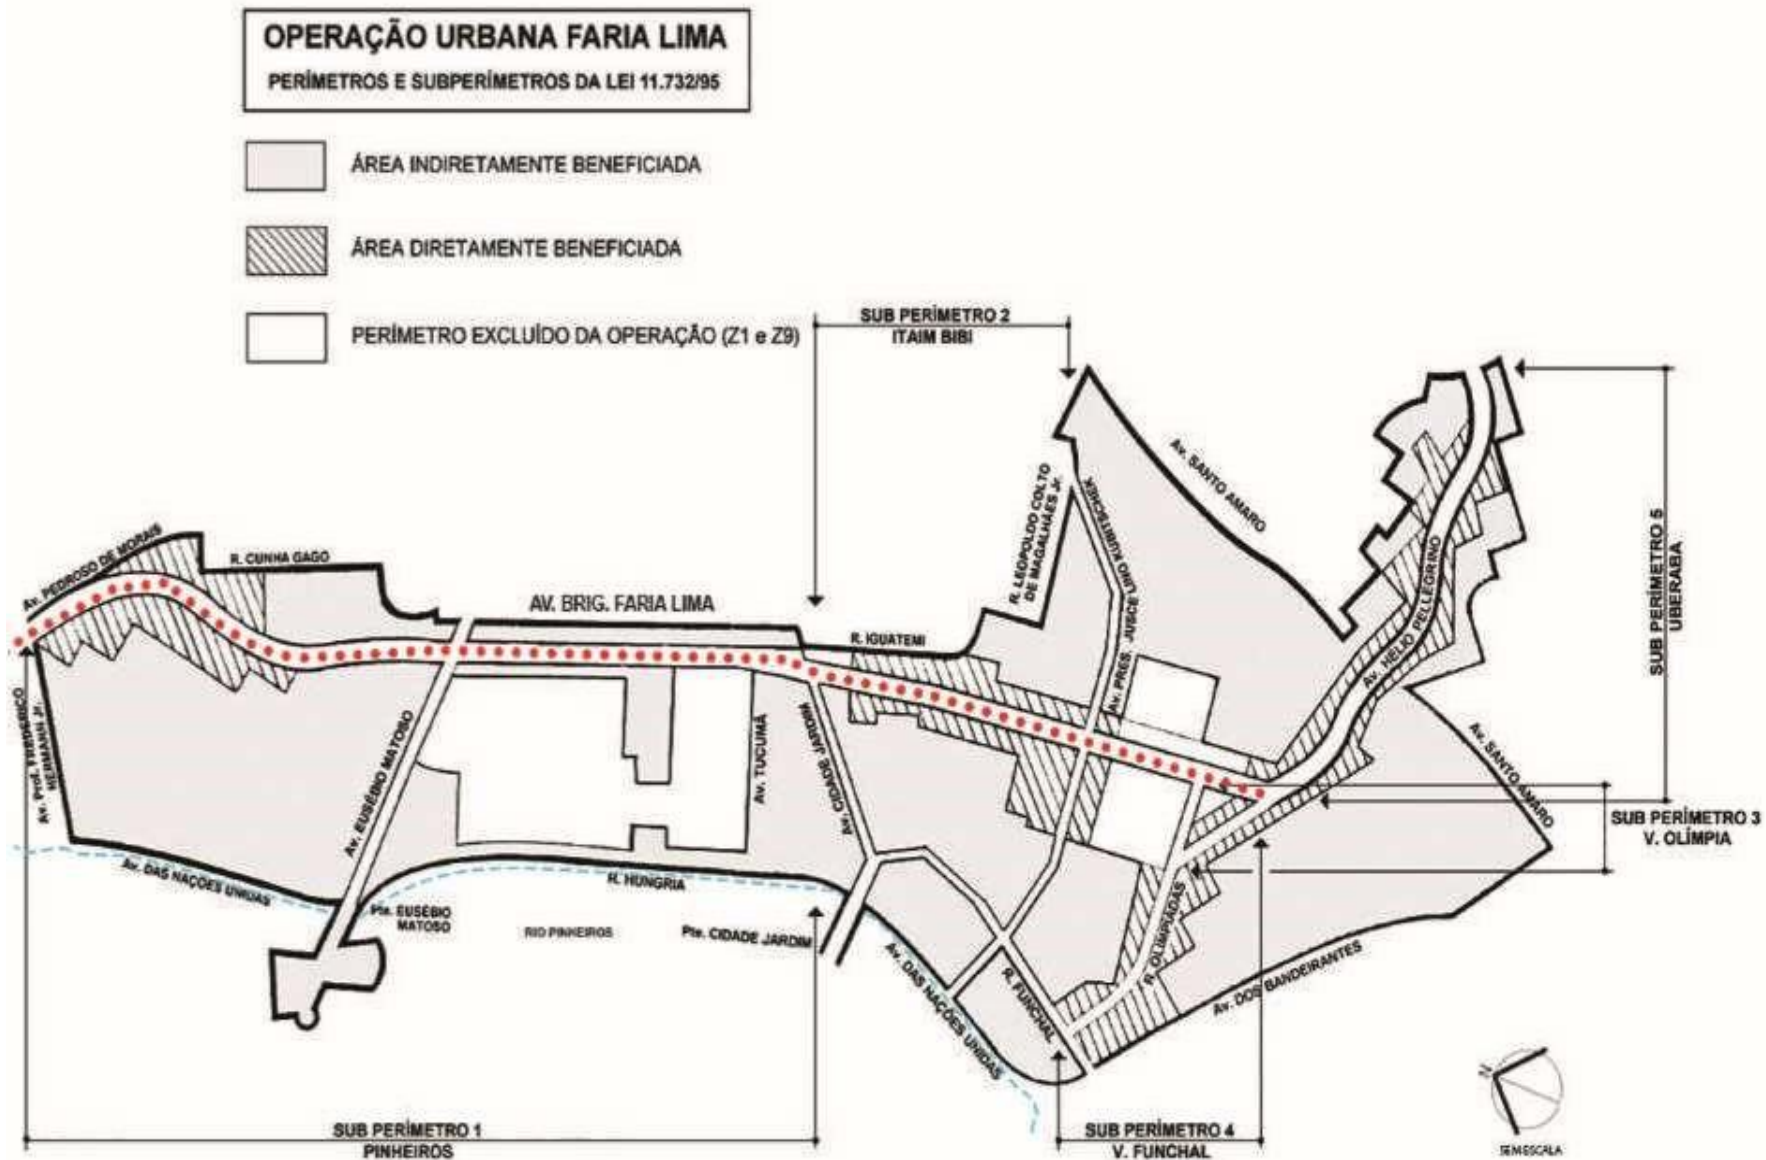 OPERAÇÃO URBANA FARIA LIMA
PERÍMETROS E SUBPERÍMETROS DA LEI 11.732/95
ÁREA INDIRETAMENTE BENEFICIADA
ÁREA DIRETAMENTE BENEFICIADA
PERÍMETRO EXCLUÍDO DA OPERAÇÃO (Z1 e Z9)
SUB PERÍMETRO 2
ITAIM BIBI
Av. SANTO AMARO
R. LEOPOLDO COLTO
DE MAGALHÃES Jr.
Av. PRES. JUSCELINO KUBITSCHEK
SUB PERÍMETRO 5
UBERABA
Av. PEDROSO DE MORAIS
R. CUNHA GAGO
AV. BRIG. FARIA LIMA
R. IGUATEMI
Av. HÉLIO PELLEGRINO
Av. Prof. FREDERICO
HERMANN Jr.
Av. EUSÉBIO MATOSO
Av. TUCUMÃ
Av. CIDADE JARDIM
Av. SANTO AMARO
SUB PERÍMETRO 3
V. OLÍMPIA
Av. DAS NAÇÕES UNIDAS
R. HUNGRIA
Pte. EUSÉBIO
MATOSO
RIO PINHEIROS
Pte. CIDADE JARDIM
R. OLIMPÍADAS
Av. DAS NAÇÕES UNIDAS
R. FUNCHAL
Av. DOS BANDEIRANTES
N
SUB PERÍMETRO 1
PINHEIROS
SUB PERÍMETRO 4
V. FUNCHAL
SEM ESCALA